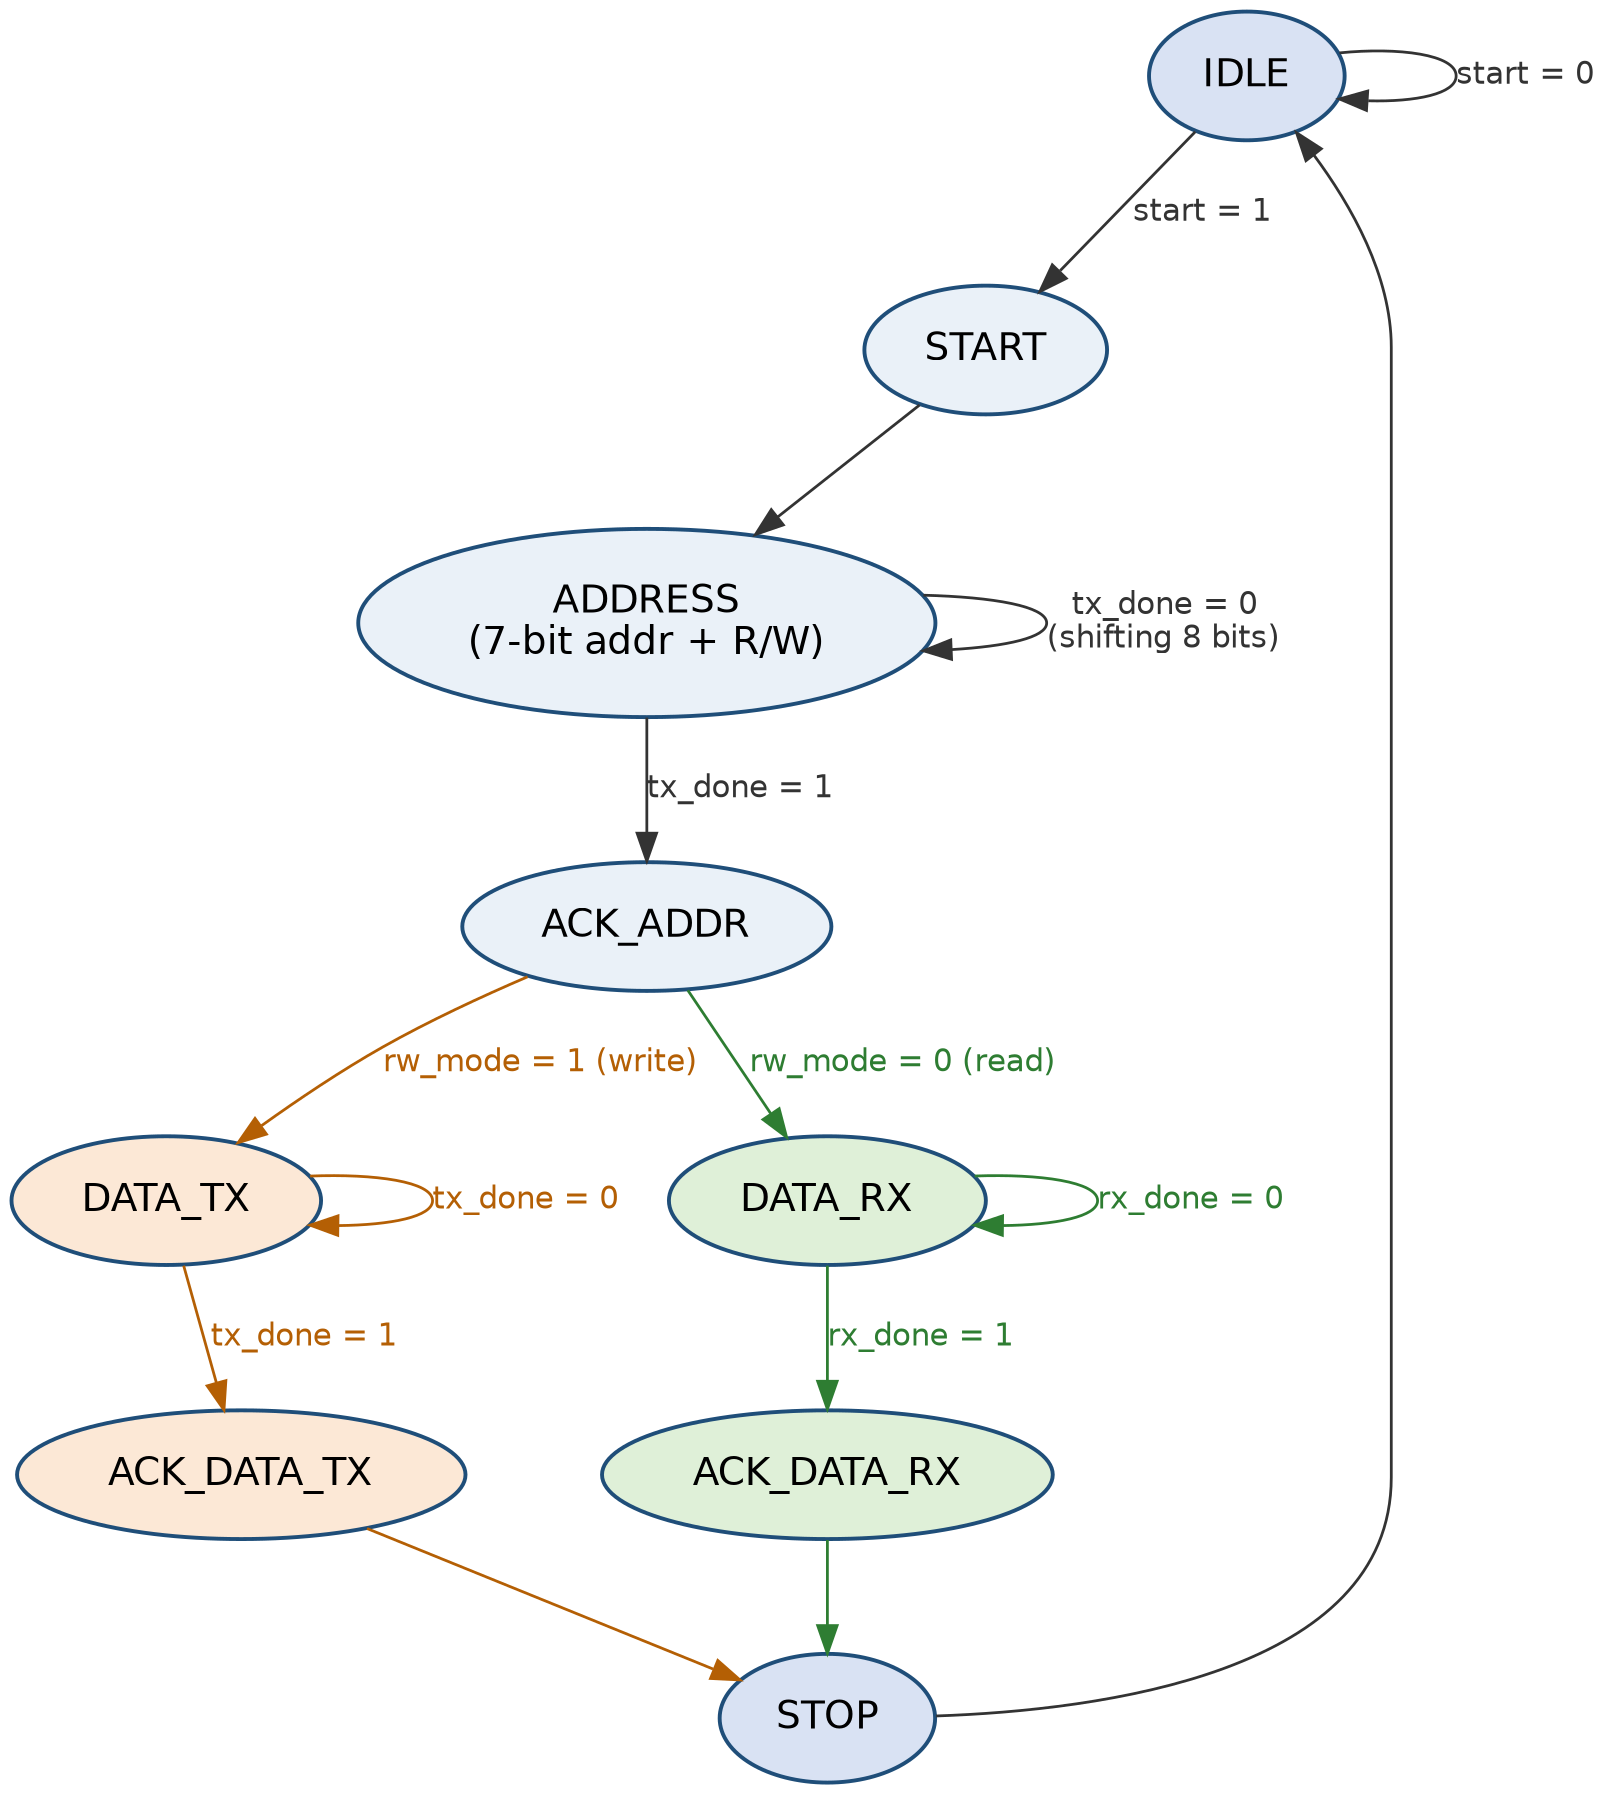 IDLE
start = 0
start = 1
START
ADDRESS
(7-bit addr + R/W)
tx_done = 0
(shifting 8 bits)
tx_done = 1
ACK_ADDR
rw_mode = 1 (write)
rw_mode = 0 (read)
DATA_TX
tx_done = 0
DATA_RX
rx_done = 0
tx_done = 1
rx_done = 1
ACK_DATA_TX
ACK_DATA_RX
STOP